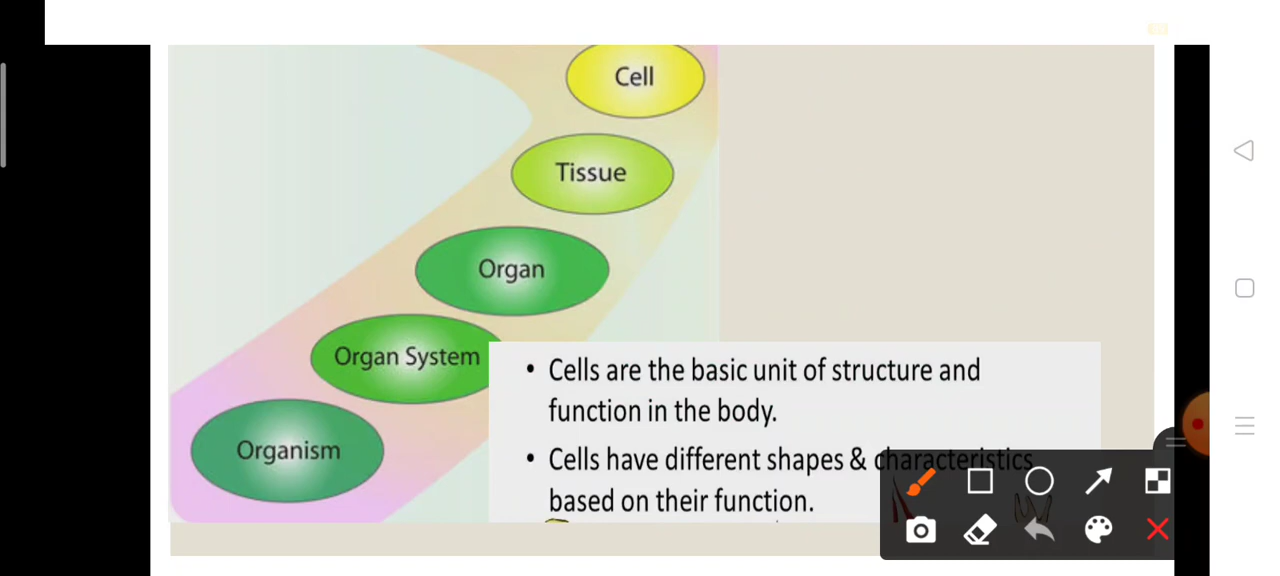 Cell
Tissue
Organ
Organ System
Organism
• Cells are the basic unit of structure and
function in the body.
• Cells have different shapes & characteristics
based on their function.